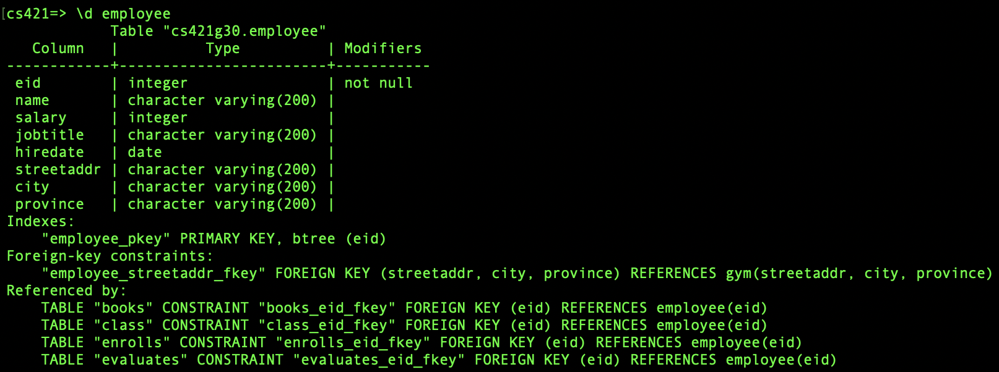 [cs421=> \d employee
Table "cs421g30.employee"
Column | Type | Modifiers
------------+------------------------+-----------
eid | integer | not null
name | character varying(200) |
salary | integer |
jobtitle | character varying(200) |
hiredate | date |
streetaddr | character varying(200) |
city | character varying(200) |
province | character varying(200) |
Indexes:
"employee_pkey" PRIMARY KEY, btree (eid)
Foreign-key constraints:
"employee_streetaddr_fkey" FOREIGN KEY (streetaddr, city, province) REFERENCES gym(streetaddr, city, province)
Referenced by:
TABLE "books" CONSTRAINT "books_eid_fkey" FOREIGN KEY (eid) REFERENCES employee(eid)
TABLE "class" CONSTRAINT "class_eid_fkey" FOREIGN KEY (eid) REFERENCES employee(eid)
TABLE "enrolls" CONSTRAINT "enrolls_eid_fkey" FOREIGN KEY (eid) REFERENCES employee(eid)
TABLE "evaluates" CONSTRAINT "evaluates_eid_fkey" FOREIGN KEY (eid) REFERENCES employee(eid)